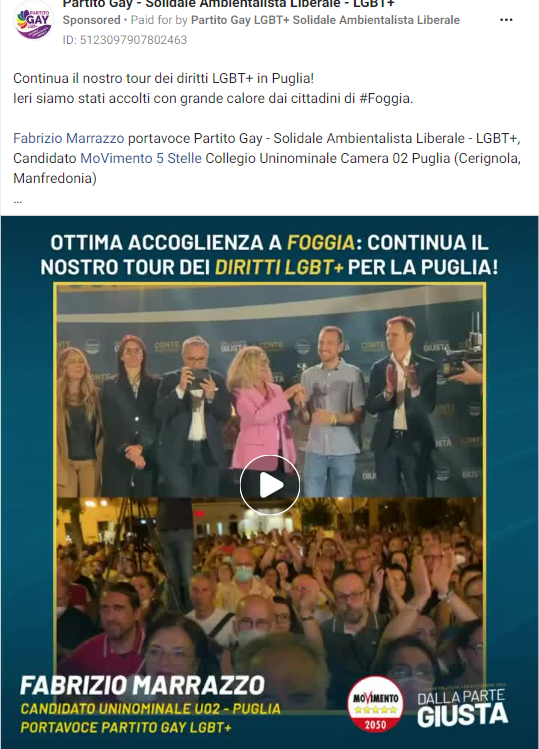 Partito Gay - Solidale Ambientalista Liberale - LGBT+
Sponsored • Paid for by Partito Gay LGBT+ Solidale Ambientalista Liberale
ID: 5123097907802463
PARTITO
GAY
Continua il nostro tour dei diritti LGBT+ in Puglia!
Ieri siamo stati accolti con grande calore dai cittadini di #Foggia.
Fabrizio Marrazzo portavoce Partito Gay - Solidale Ambientalista Liberale - LGBT+,
Candidato MoVimento 5 Stelle Collegio Uninominale Camera 02 Puglia (Cerignola,
Manfredonia)
...
OTTIMA ACCOGLIENZA A FOGGIA: CONTINUA IL
NOSTRO TOUR DEI DIRITTI LGBT+ PER LA PUGLIA!
CONTE
GIUSTA
FABRIZIO MARRAZZO
CANDIDATO UNINOMINALE U02 - PUGLIA
PORTAVOCE PARTITO GAY LGBT+
MOVIMENTO
2050
DALLA PARTE
GIUSTA